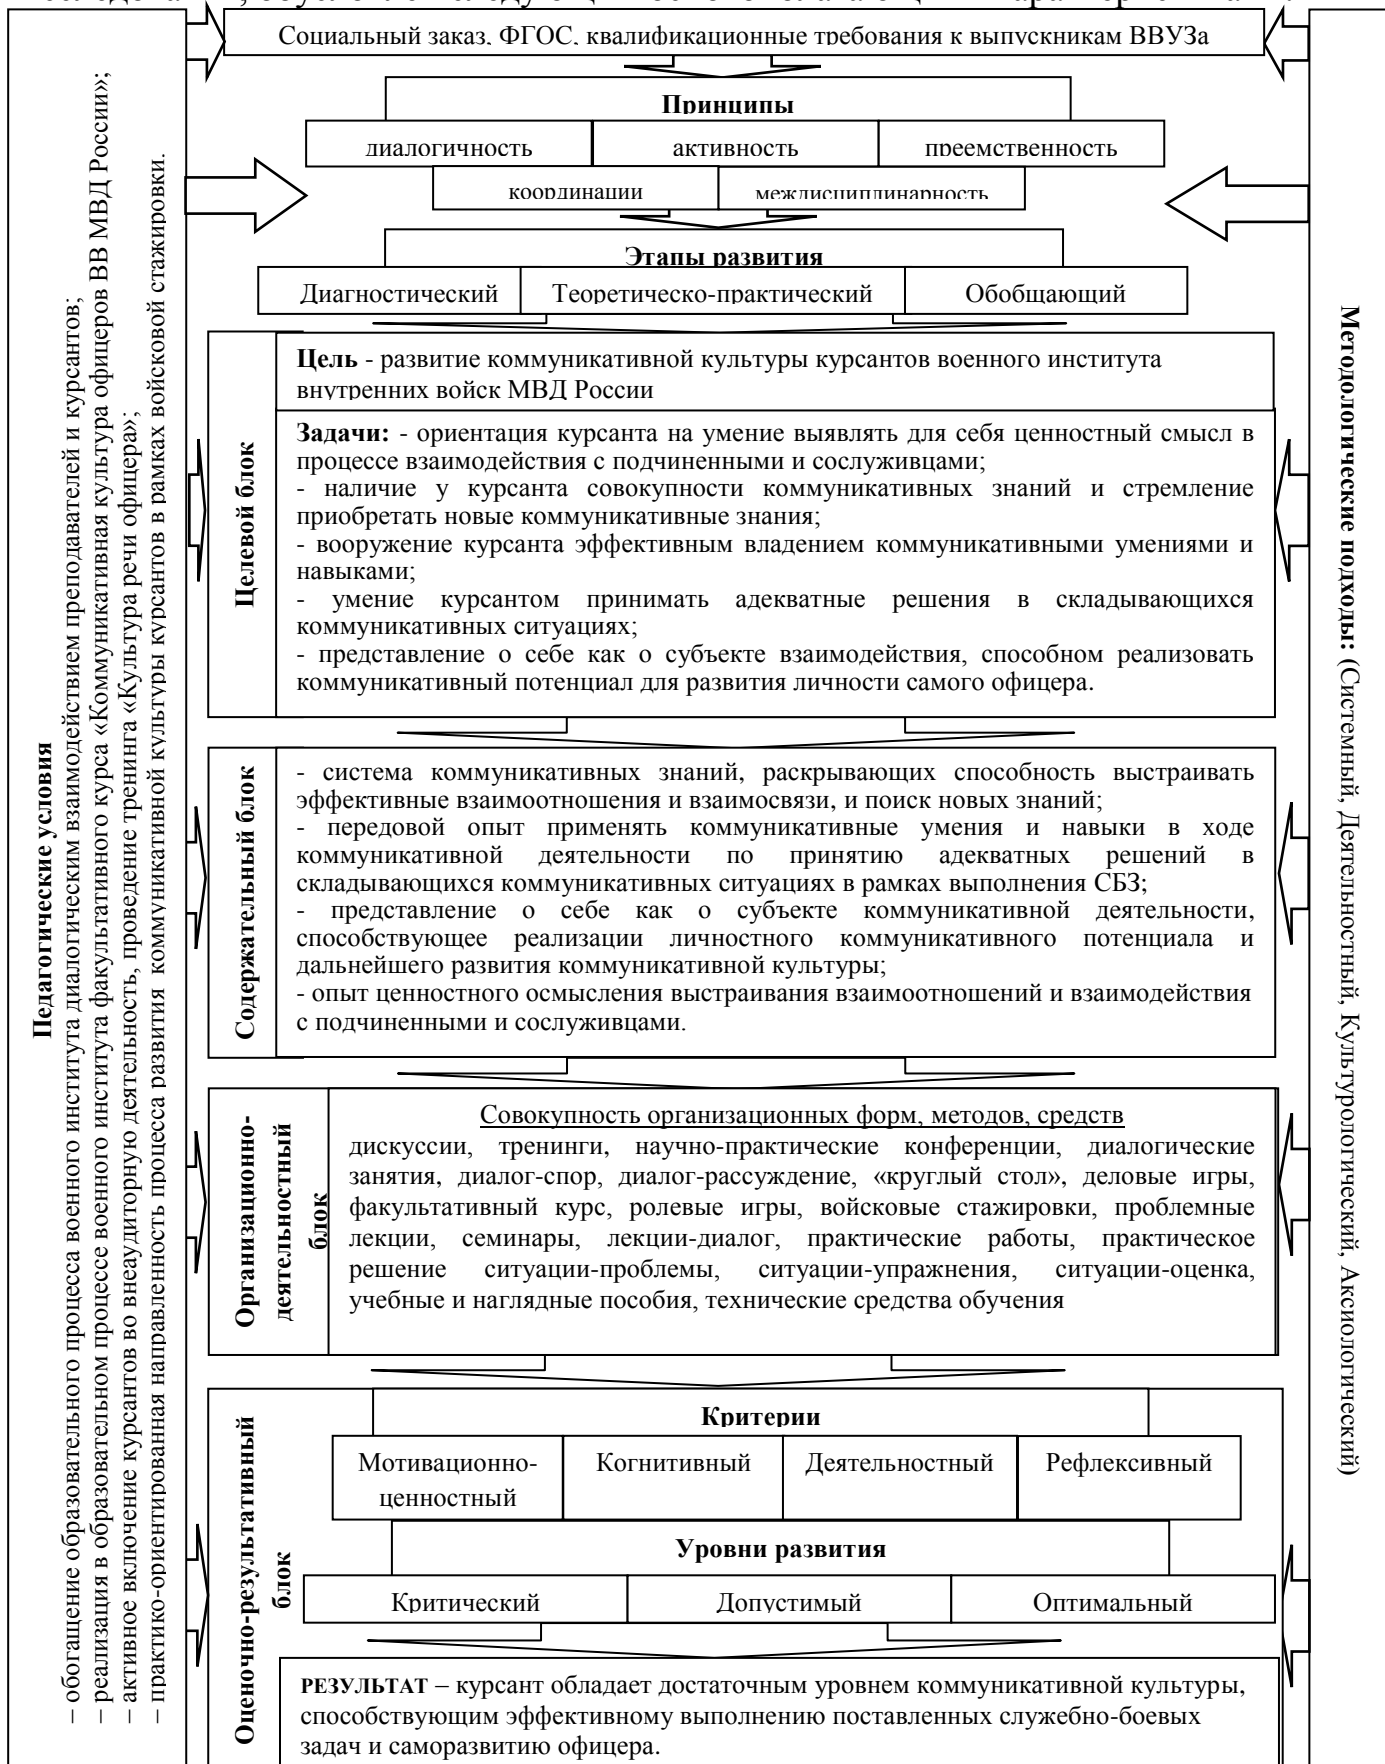 Социальный заказ, ФГОС, квалификационные требования к выпускникам ВВУЗа
Принципы
диалогичность
активность
преемственность
координации
междисциплинарность
Этапы развития
Диагностический
Теоретическо-практический
Обобщающий
Целевой блок
Цель - развитие коммуникативной культуры курсантов военного института
внутренних войск МВД России
Задачи: - ориентация курсанта на умение выявлять для себя ценностный смысл в
процессе взаимодействия с подчиненными и сослуживцами;
- наличие у курсанта совокупности коммуникативных знаний и стремление
приобретать новые коммуникативные знания;
- вооружение курсанта эффективным владением коммуникативными умениями и
навыками;
- умение курсантом принимать адекватные решения в складывающихся
коммуникативных ситуациях;
- представление о себе как о субъекте взаимодействия, способном реализовать
коммуникативный потенциал для развития личности самого офицера.
Содержательный блок
- система коммуникативных знаний, раскрывающих способность выстраивать
эффективные взаимоотношения и взаимосвязи, и поиск новых знаний;
- передовой опыт применять коммуникативные умения и навыки в ходе
коммуникативной деятельности по принятию адекватных решений в
складывающихся коммуникативных ситуациях в рамках выполнения СБЗ;
- представление о себе как о субъекте коммуникативной деятельности,
способствующее реализации личностного коммуникативного потенциала и
дальнейшего развития коммуникативной культуры;
- опыт ценностного осмысления выстраивания взаимоотношений и взаимодействия
с подчиненными и сослуживцами.
Организационно-
деятельностный
блок
Совокупность организационных форм, методов, средств
дискуссии, тренинги, научно-практические конференции, диалогические
занятия, диалог-спор, диалог-рассуждение, «круглый стол», деловые игры,
факультативный курс, ролевые игры, войсковые стажировки, проблемные
лекции, семинары, лекции-диалог, практические работы, практическое
решение ситуации-проблемы, ситуации-упражнения, ситуации-оценка,
учебные и наглядные пособия, технические средства обучения
Оценочно-результативный
блок
Критерии
Мотивационно-
ценностный
Когнитивный
Деятельностный
Рефлексивный
Уровни развития
Критический
Допустимый
Оптимальный
РЕЗУЛЬТАТ – курсант обладает достаточным уровнем коммуникативной культуры,
способствующим эффективному выполнению поставленных служебно-боевых
задач и саморазвитию офицера.
Педагогические условия
– обогащение образовательного процесса военного института диалогическим взаимодействием преподавателей и курсантов;
– реализация в образовательном процессе военного института факультативного курса «Коммуникативная культура офицеров ВВ МВД России»;
– активное включение курсантов во внеаудиторную деятельность, проведение тренинга «Культура речи офицера»;
– практико-ориентированная направленность процесса развития коммуникативной культуры курсантов в рамках войсковой стажировки.
Методологические подходы: (Системный, Деятельностный, Культурологический, Аксиологический)